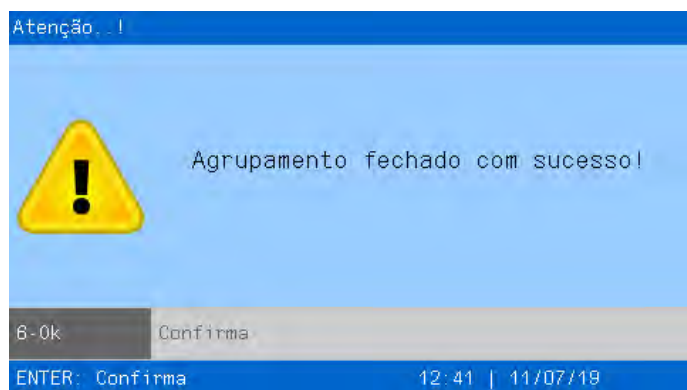 Atenção..!
Agrupamento fechado com sucesso!
6-Ok Confirma
ENTER: Confirma 12:41 | 11/07/19